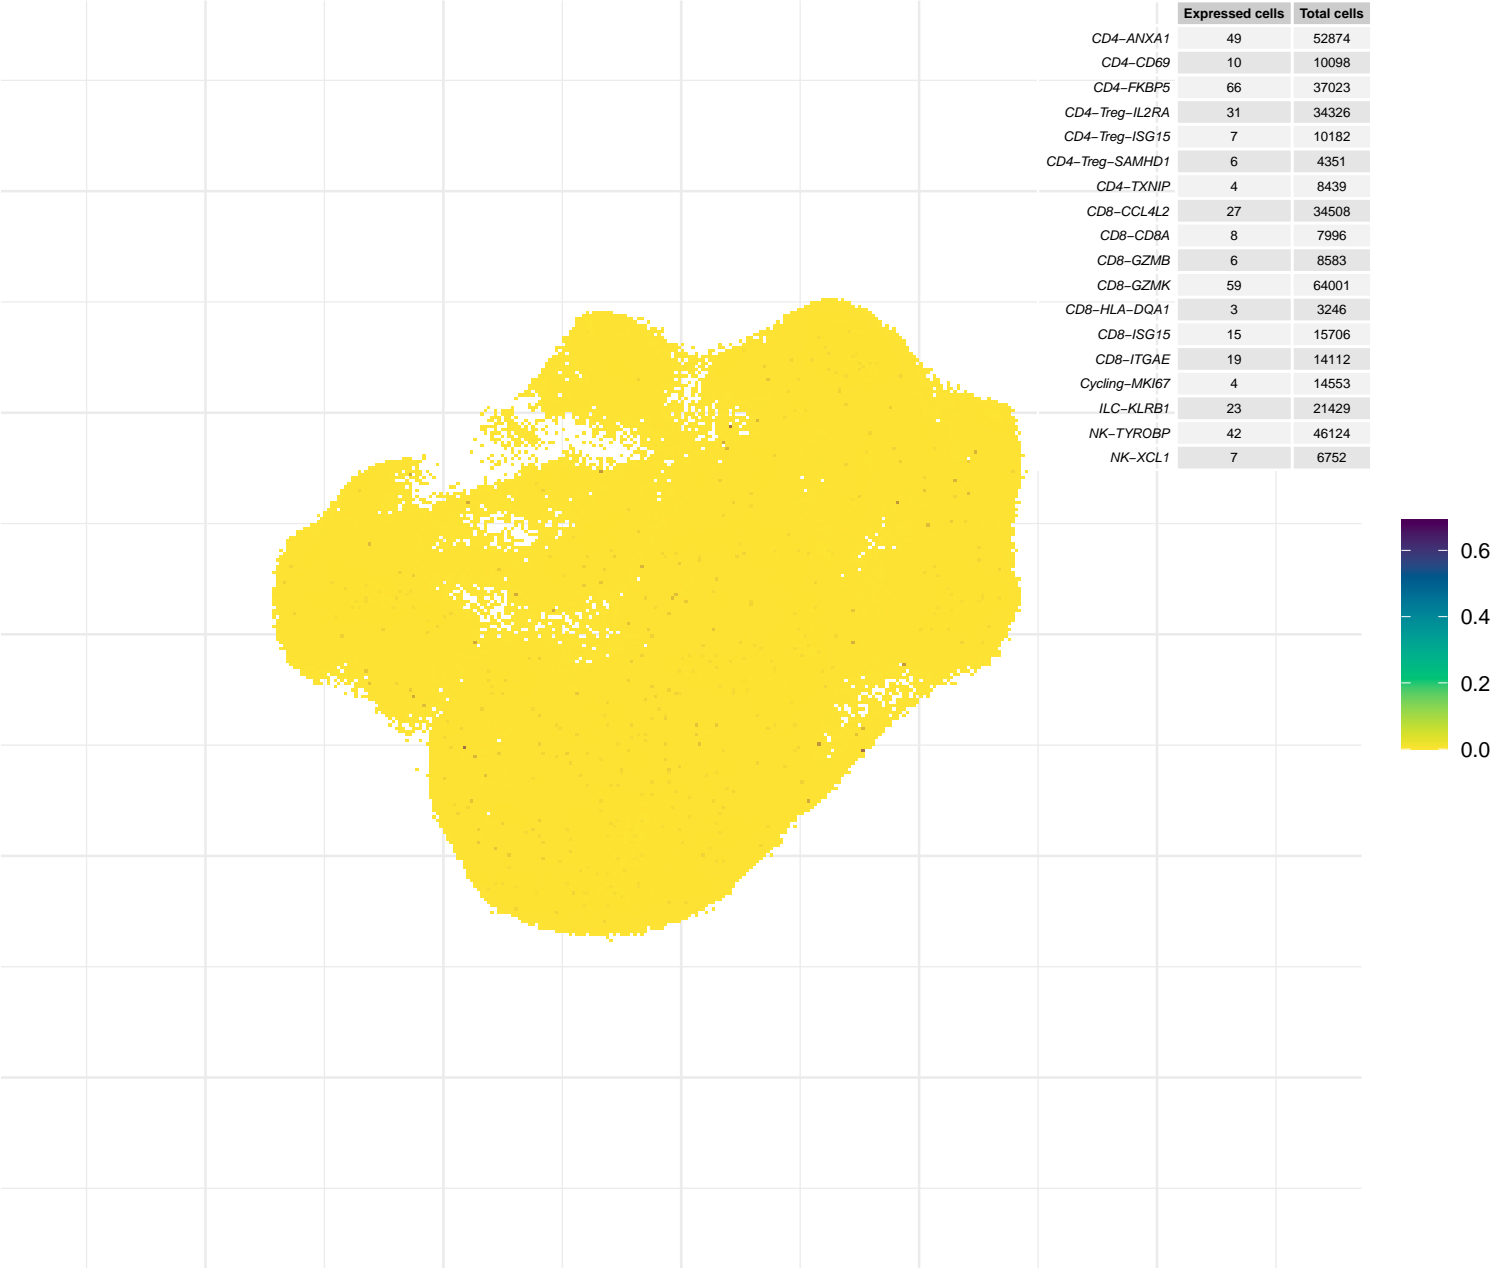 Expressed cells Total cells
CD4−ANXA1 49 52874
CD4−CD69 10 10098
CD4−FKBP5 66 37023
CD4−Treg−IL2RA 31 34326
CD4−Treg−ISG15 7 10182
CD4−Treg−SAMHD1 6 4351
CD4−TXNIP 4 8439
CD8−CCL4L2 27 34508
CD8−CD8A 8 7996
CD8−GZMB 6 8583
CD8−GZMK 59 64001
CD8−HLA−DQA1 3 3246
CD8−ISG15 15 15706
CD8−ITGAE 19 14112
Cycling−MKI67 4 14553
ILC−KLRB1 23 21429
NK−TYROBP 42 46124
NK−XCL1 7 6752
0.6
0.4
0.2
0.0